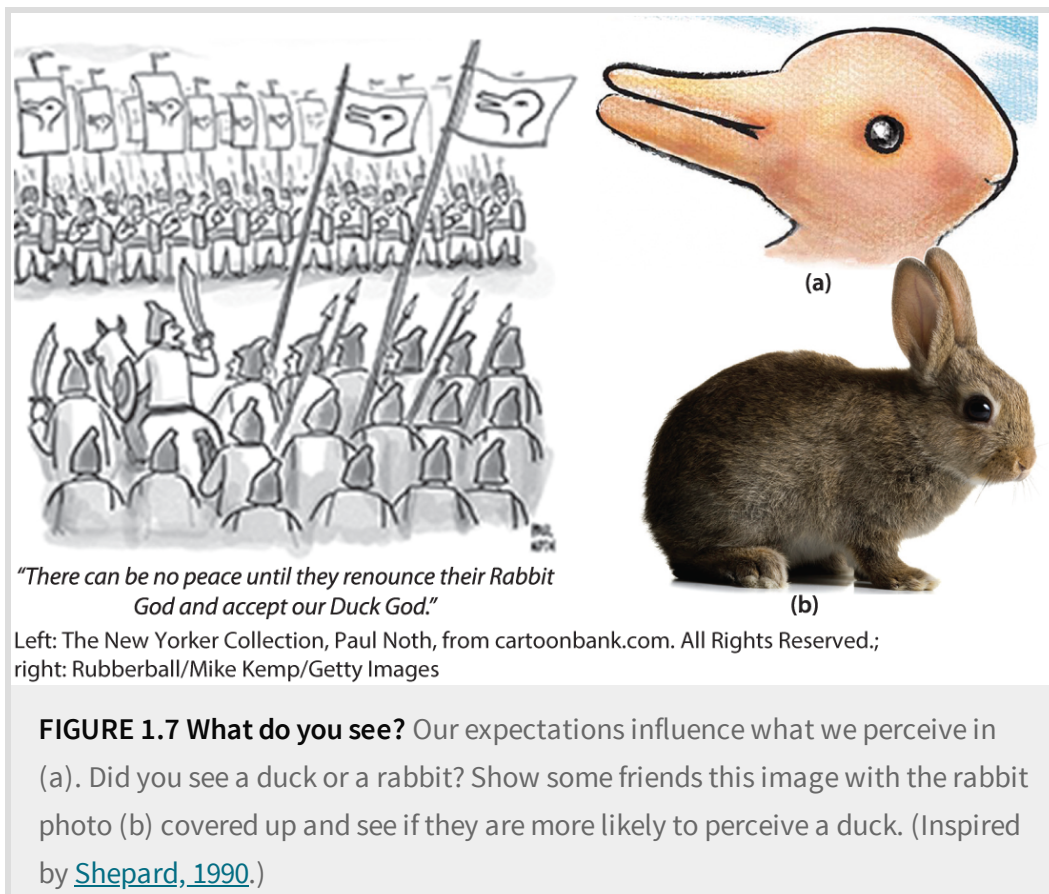 (a)
(b)
"There can be no peace until they renounce their Rabbit
God and accept our Duck God."
Left: The New Yorker Collection, Paul Noth, from cartoonbank.com. All Rights Reserved.;
right: Rubberball/Mike Kemp/Getty Images
FIGURE 1.7 What do you see? Our expectations influence what we perceive in
(a). Did you see a duck or a rabbit? Show some friends this image with the rabbit
photo (b) covered up and see if they are more likely to perceive a duck. (Inspired
by Shepard, 1990.)